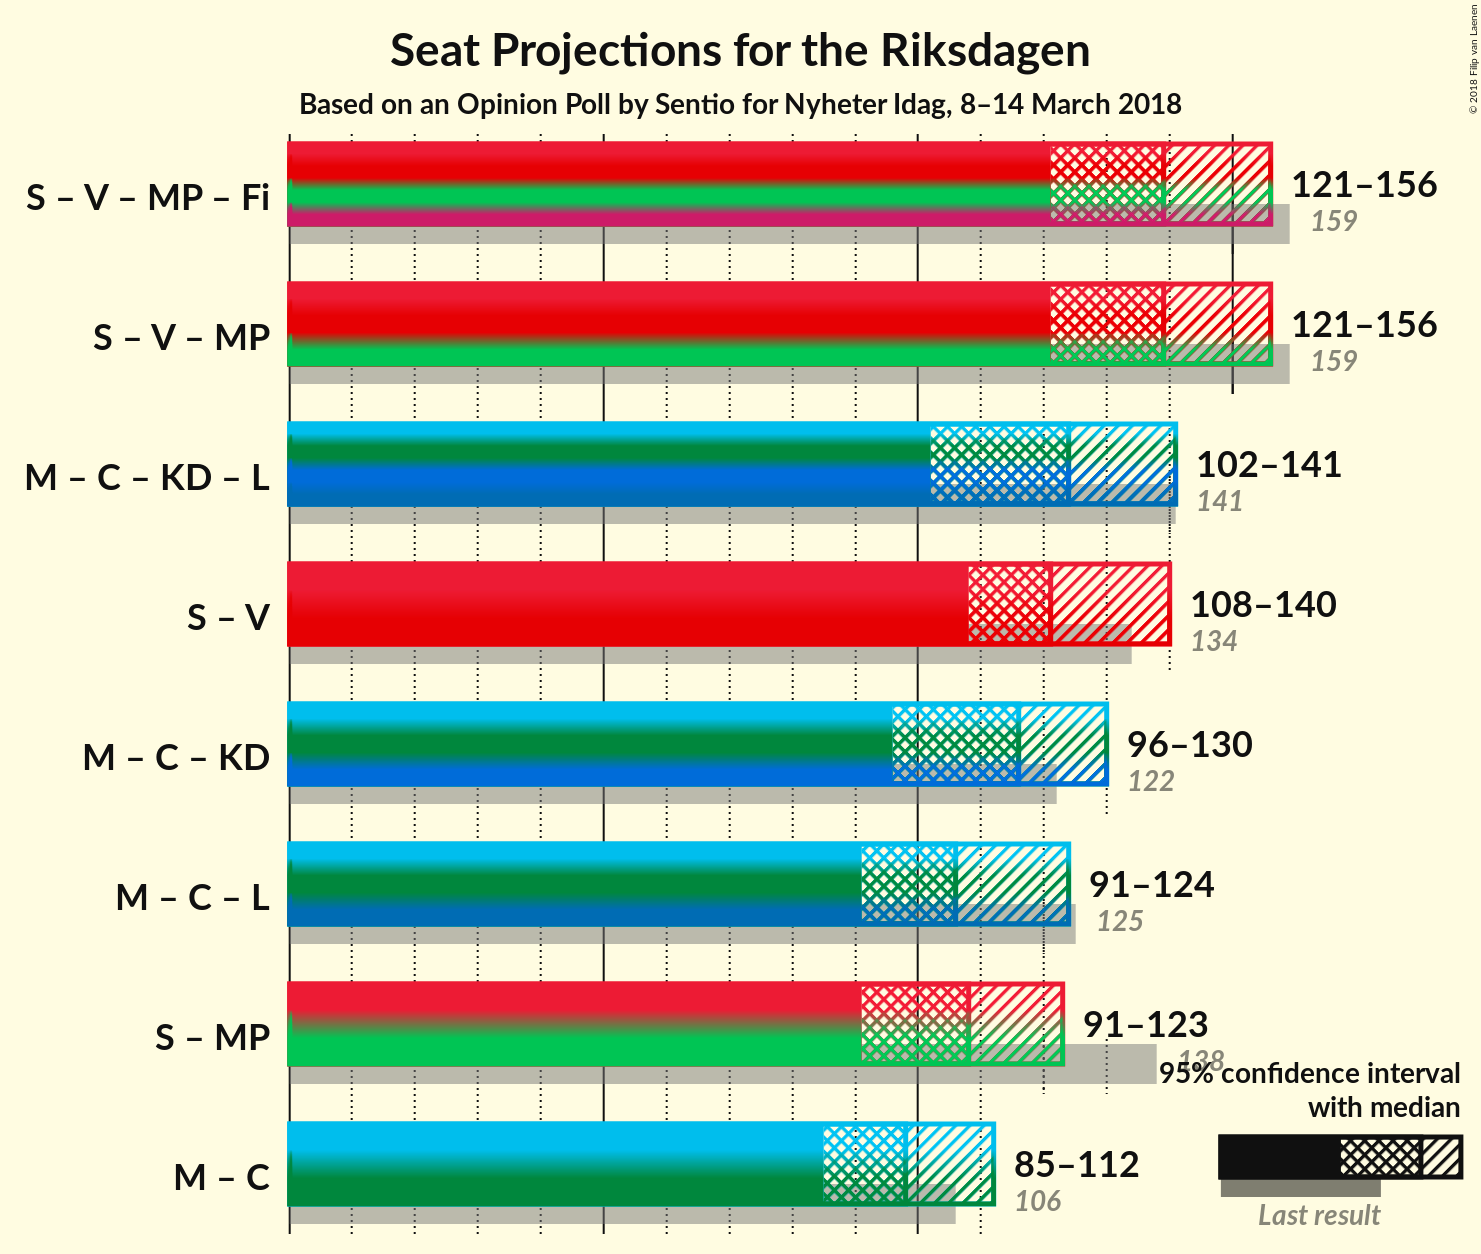 Seat Projections for the Riksdagen
Based on an Opinion Poll by Sentio for Nyheter Idag, 8–14 March 2018
© 2018 Filip van Laenen
S – V – MP – Fi
121–156
159
S – V – MP
121–156
159
M – C – KD – L
102–141
141
S – V
108–140
134
M – C – KD
96–130
122
M – C – L
91–124
125
S – MP
91–123
138
M – C
85–112
106
95% confidence interval
with median
Last result